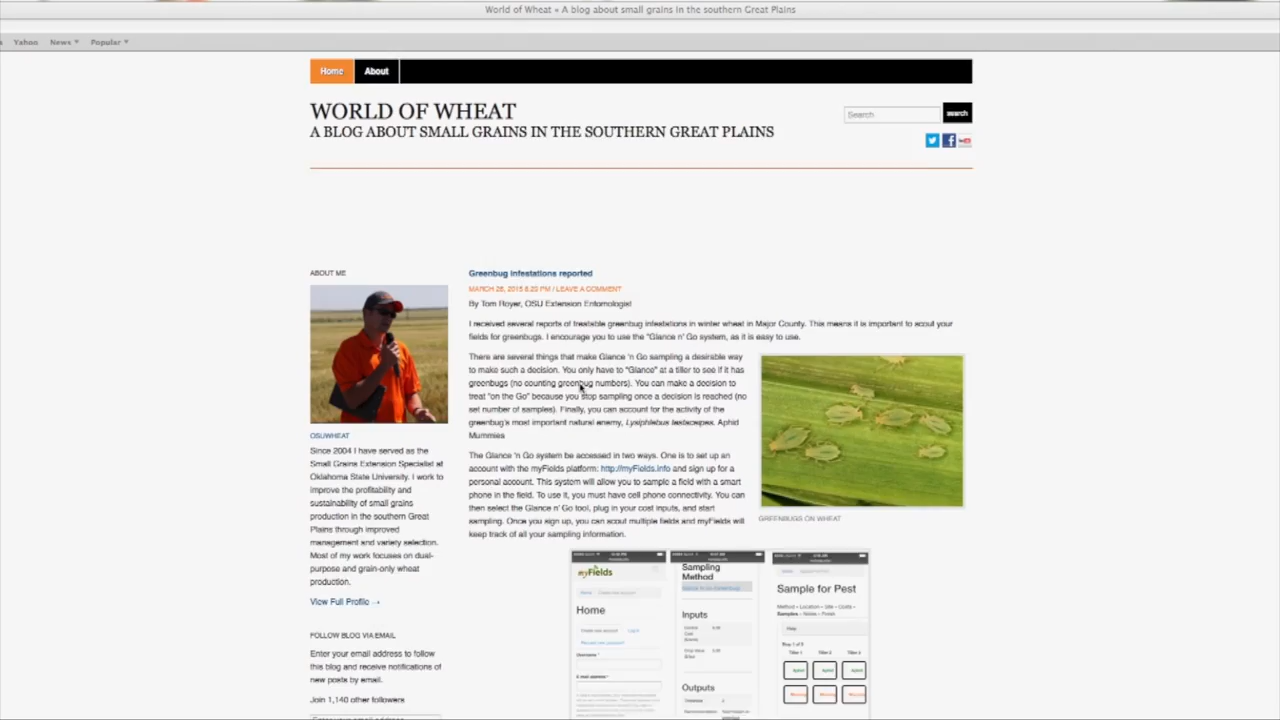 World of Wheat « A blog about small grains in the southern Great Plains
Yahoo News Popular
Home About
WORLD OF WHEAT
A BLOG ABOUT SMALL GRAINS IN THE SOUTHERN GREAT PLAINS
Search search
ABOUT ME
OSUWHEAT
Since 2004 I have served as the
Small Grains Extension Specialist at
Oklahoma State University. I work to
improve the profitability and
sustainability of small grains
production in the southern Great
Plains through improved
management and variety selection.
Most of my work focuses on dual-
purpose and grain-only wheat
production.
View Full Profile →
FOLLOW BLOG VIA EMAIL
Enter your email address to follow
this blog and receive notifications of
new posts by email.
Join 1,140 other followers
Enter your email address
Greenbug infestations reported
/ LEAVE A COMMENT
By Tom Royer, OSU Extension Entomologist
I received several reports of treatable greenbug infestations in winter wheat in Major County. This means it is important to scout your
fields for greenbugs. I encourage you to use the "Glance n' Go system, as it is easy to use.
There are several things that make Glance 'n Go sampling a desirable way
to make such a decision. You only have to "Glance" at a tiller to see if it has
greenbugs (no counting greenbug numbers). You can make a decision to
treat "on the Go" because you stop sampling once a decision is reached (no
set number of samples). Finally, you can account for the activity of the
greenbug's most important natural enemy, Lysiphlebus testaceipes. Aphid
Mummies
The Glance 'n Go system be accessed in two ways. One is to set up an
account with the myFields platform: http://myFields.info and sign up for a
personal account. This system will allow you to sample a field with a smart
phone in the field. To use it, you must have cell phone connectivity. You can
then select the Glance n' Go tool, plug in your cost inputs, and start
sampling. Once you sign up, you can scout multiple fields and myFields will
keep track of all your sampling information.
GREENBUGS ON WHEAT
myFields
Home
Sampling
Method
Inputs
Outputs
Sample for Pest
Help
Tiller 1 Tiller 2